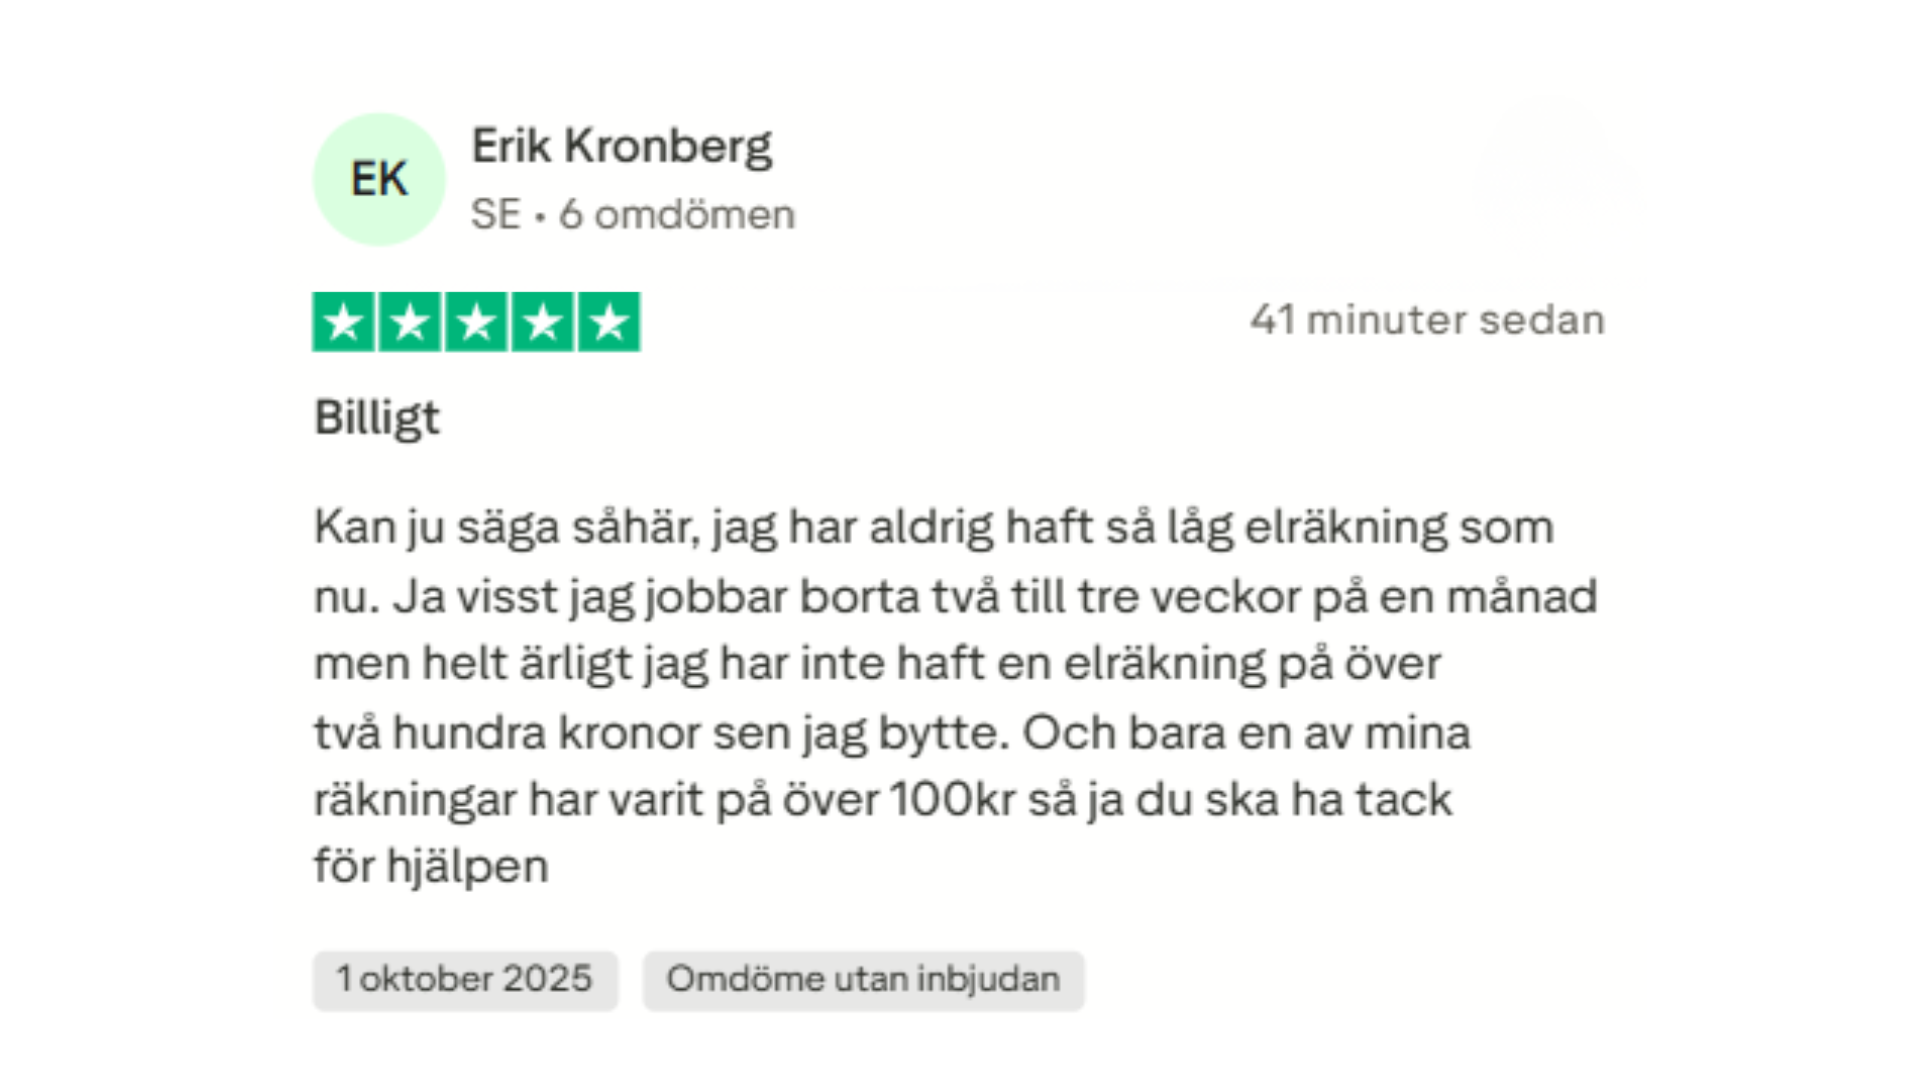 EK
Erik Kronberg
SE • 6 omdömen
41 minuter sedan
Billigt
Kan ju säga såhär, jag har aldrig haft så låg elräkning som
nu. Ja visst jag jobbar borta två till tre veckor på en månad
men helt ärligt jag har inte haft en elräkning på över
två hundra kronor sen jag bytte. Och bara en av mina
räkningar har varit på över 100kr så ja du ska ha tack
för hjälpen
1 oktober 2025
Omdöme utan inbjudan